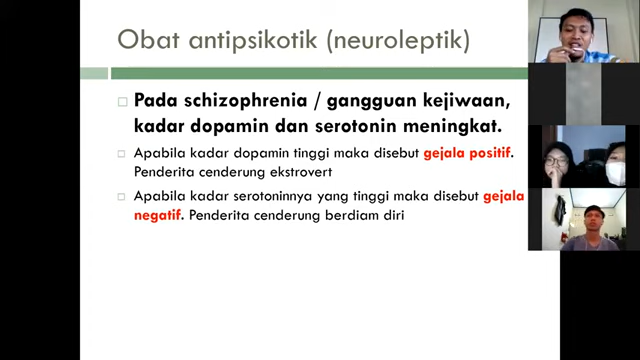 Obat antipsikotik (neuroleptik)
Pada schizophrenia / gangguan kejiwaan,
kadar dopamin dan serotonin meningkat.
Apabila kadar dopamin tinggi maka disebut gejala positif.
Penderita cenderung ekstrovert
Apabila kadar serotoninnya yang tinggi maka disebut gejala
negatif. Penderita cenderung berdiam diri